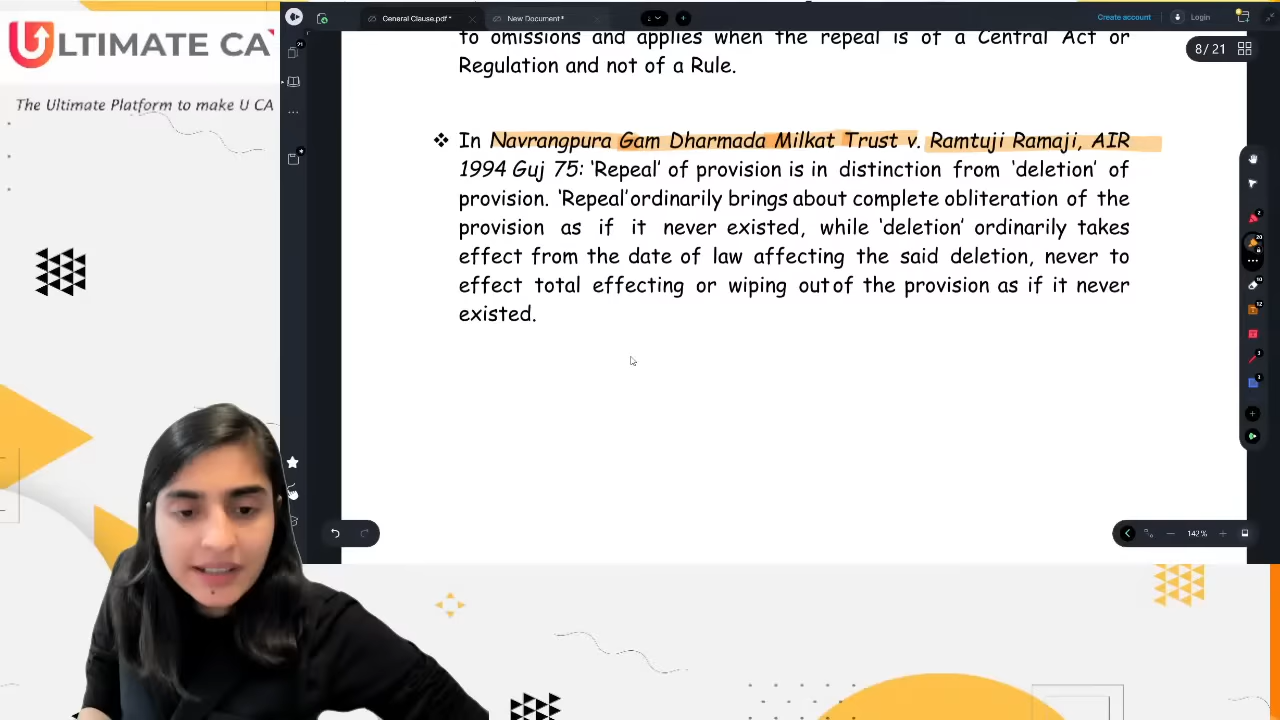 ULTIMATE CA
The Ultimate Platform to make U CA
General Clause.pdf *
New Document*
Create account
Login
8 / 21
to omissions and applies when the repeal is of a Central Act or
Regulation and not of a Rule.
❖ In Navrangpura Gam Dharmada Milkat Trust v. Ramtuji Ramaji, AIR
1994 Guj 75: ‘Repeal’ of provision is in distinction from ‘deletion’ of
provision. ‘Repeal’ordinarily brings about complete obliteration of the
provision as if it never existed, while ‘deletion’ ordinarily takes
effect from the date of law affecting the said deletion, never to
effect total effecting or wiping out of the provision as if it never
existed.
142%